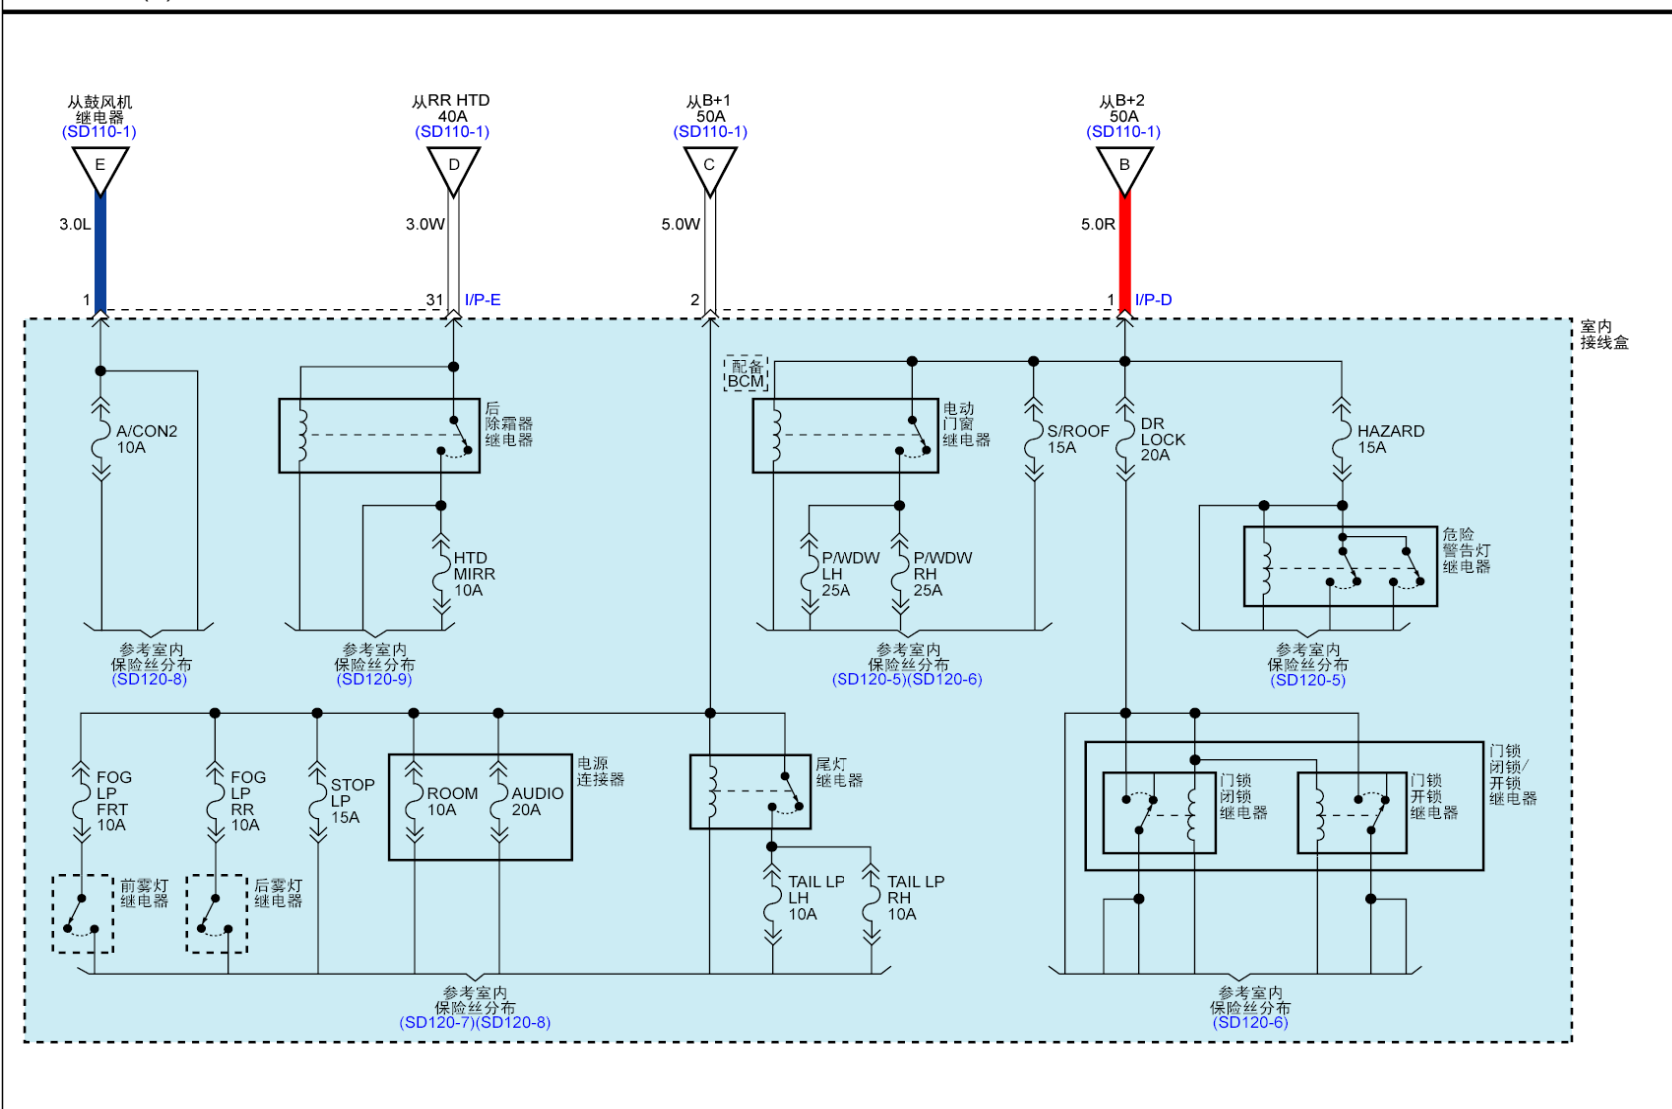 从鼓风机
继电器
(SD110-1)
从RR HTD
40A
(SD110-1)
从B+1
50A
(SD110-1)
从B+2
50A
(SD110-1)
E
D
C
B
3.0L
3.0W
5.0W
5.0R
1
31
I/P-E
2
1
I/P-D
室内
接线盒
配备
BCM
A/CON2
10A
后
除霜器
继电器
电动
门窗
继电器
S/ROOF
15A
DR
LOCK
20A
HAZARD
15A
HTD
MIRR
10A
P/WDW
LH
25A
P/WDW
RH
25A
危险
警告灯
继电器
参考室内
保险丝分布
(SD120-8)
参考室内
保险丝分布
(SD120-9)
参考室内
保险丝分布
(SD120-5)(SD120-6)
参考室内
保险丝分布
(SD120-5)
FOG
LP
FRT
10A
FOG
LP
RR
10A
STOP
LP
15A
ROOM
10A
AUDIO
20A
电源
连接器
尾灯
继电器
门锁
闭锁
继电器
门锁
开锁
继电器
门锁
闭锁/
开锁
继电器
前雾灯
继电器
后雾灯
继电器
TAIL LP
LH
10A
TAIL LP
RH
10A
参考室内
保险丝分布
(SD120-7)(SD120-8)
参考室内
保险丝分布
(SD120-6)